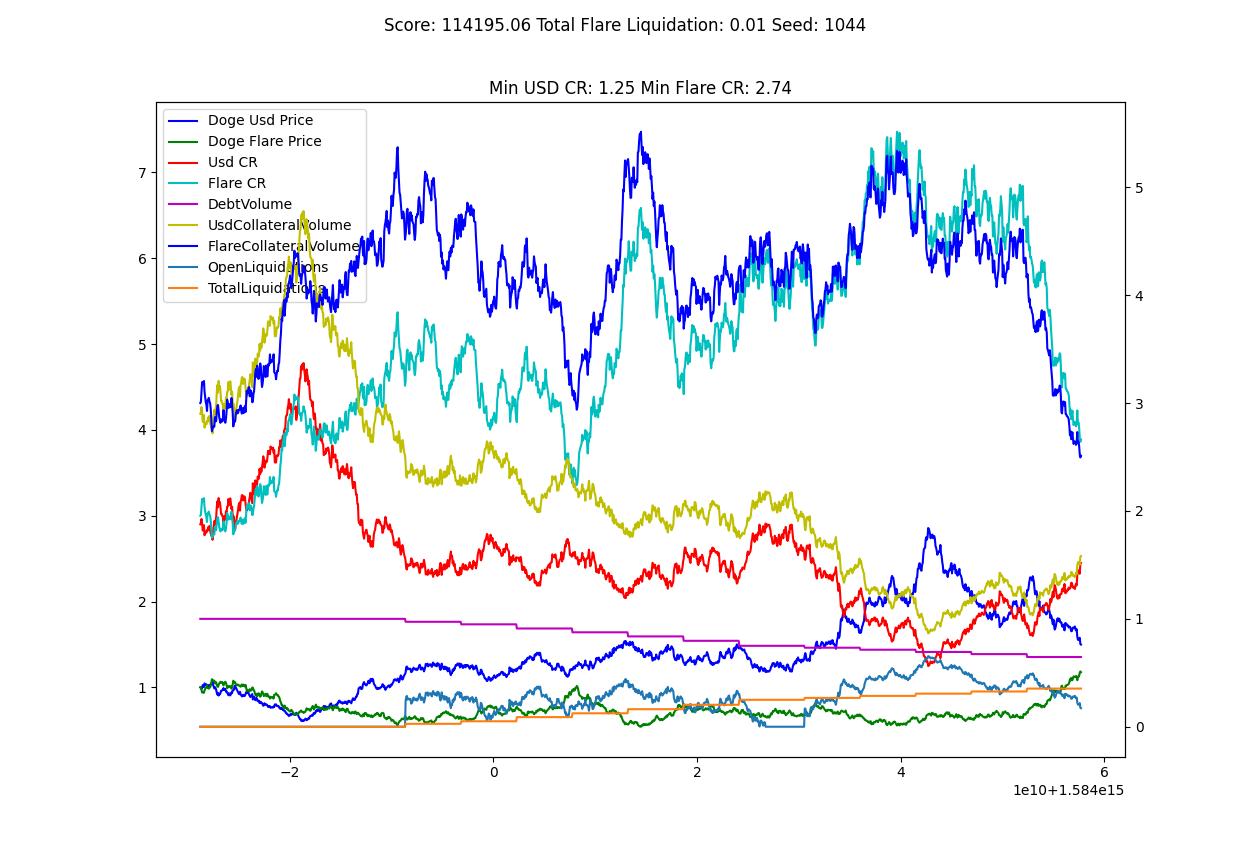 Score: 114195.06 Total Flare Liquidation: 0.01 Seed: 1044
Min USD CR: 1.25 Min Flare CR: 2.74
Doge Usd Price
Doge Flare Price
Usd CR
Flare CR
DebtVolume
UsdCollateralVolume
FlareCollateralVolume
OpenLiquidations
TotalLiquidations
7
6
5
4
3
2
1
5
4
3
2
1
0
−2
0
2
4
6
1e10+1.584e15